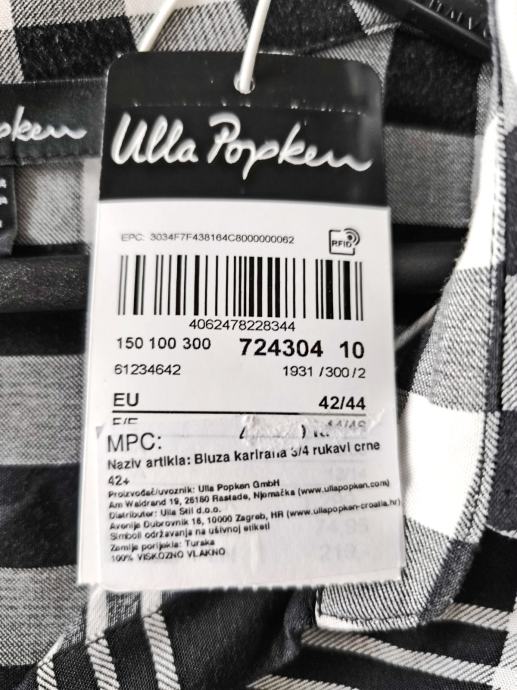 Ulla Popken
EPC: 3034F7F438164C8000000062
RFID
4062478228344
150 100 300 724304 10
61234642 1931 /300/2
EU 42/44
MPC:
Naziv artikla: Bluza karirana 3/4 rukavi crne
42+
Proizvođač/uvoznik: Ulla Popken GmbH
Am Waldrand 19, 26180 Rastade, Njemačka (www.ullapopken.com)
Distributer: Ulla Stil d.o.o.
Avenija Dubrovnik 16, 10000 Zagreb, HR (www.ullapopken-croatia.hr)
Simboli održavanja na ušivnoj etiketi
Zemlja porijekla: Turska
100% VISKOZNO VLAKNO